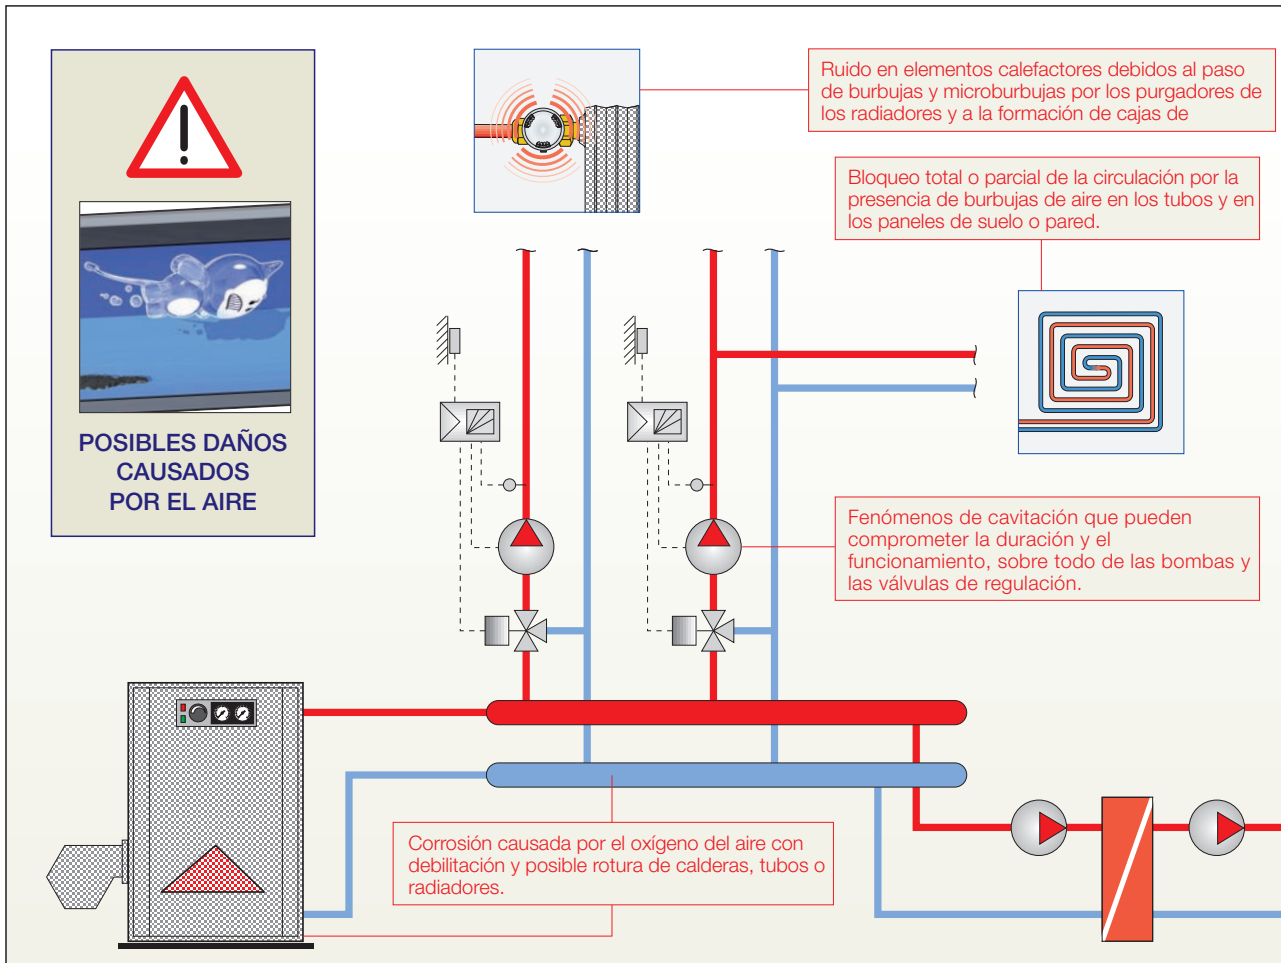 POSIBLES DAÑOS
CAUSADOS
POR EL AIRE
Ruido en elementos calefactores debidos al paso
de burbujas y microburbujas por los purgadores de
los radiadores y a la formación de cajas de
Bloqueo total o parcial de la circulación por la
presencia de burbujas de aire en los tubos y en
los paneles de suelo o pared.
Fenómenos de cavitación que pueden
comprometer la duración y el
funcionamiento, sobre todo de las bombas y
las válvulas de regulación.
Corrosión causada por el oxígeno del aire con
debilitación y posible rotura de calderas, tubos o
radiadores.